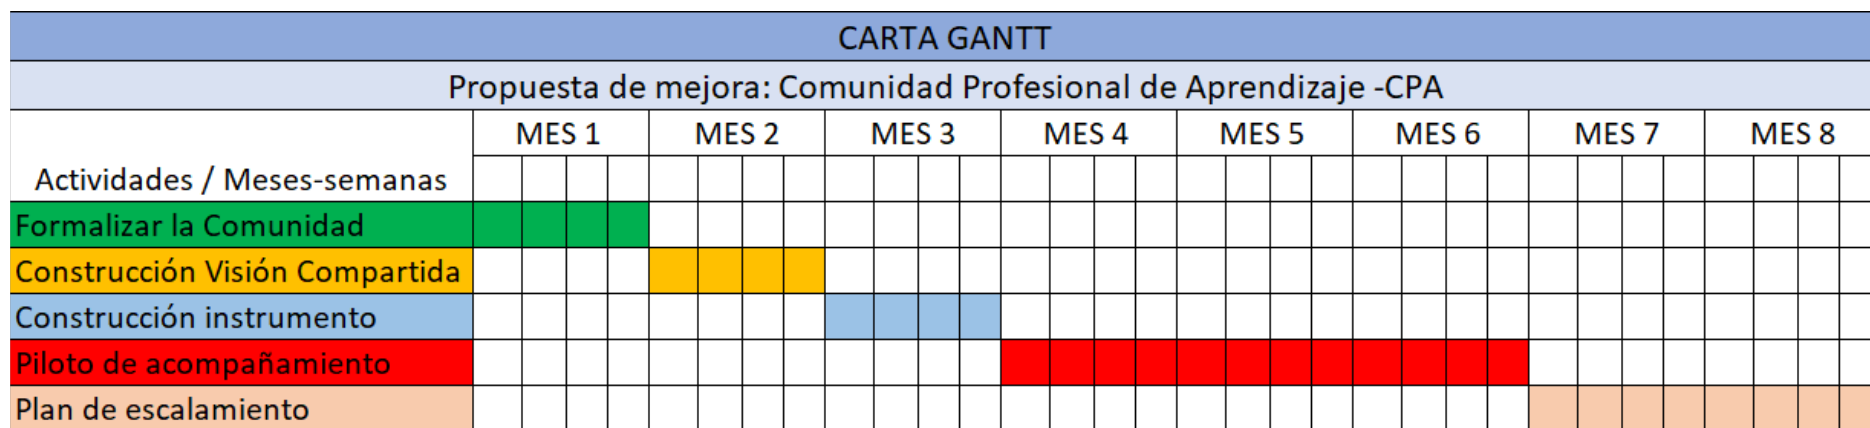 CARTA GANTT
Propuesta de mejora: Comunidad Profesional de Aprendizaje -CPA
MES 1 MES 2 MES 3 MES 4 MES 5 MES 6 MES 7 MES 8
Actividades / Meses-semanas
Formalizar la Comunidad
Construcción Visión Compartida
Construcción instrumento
Piloto de acompañamiento
Plan de escalamiento